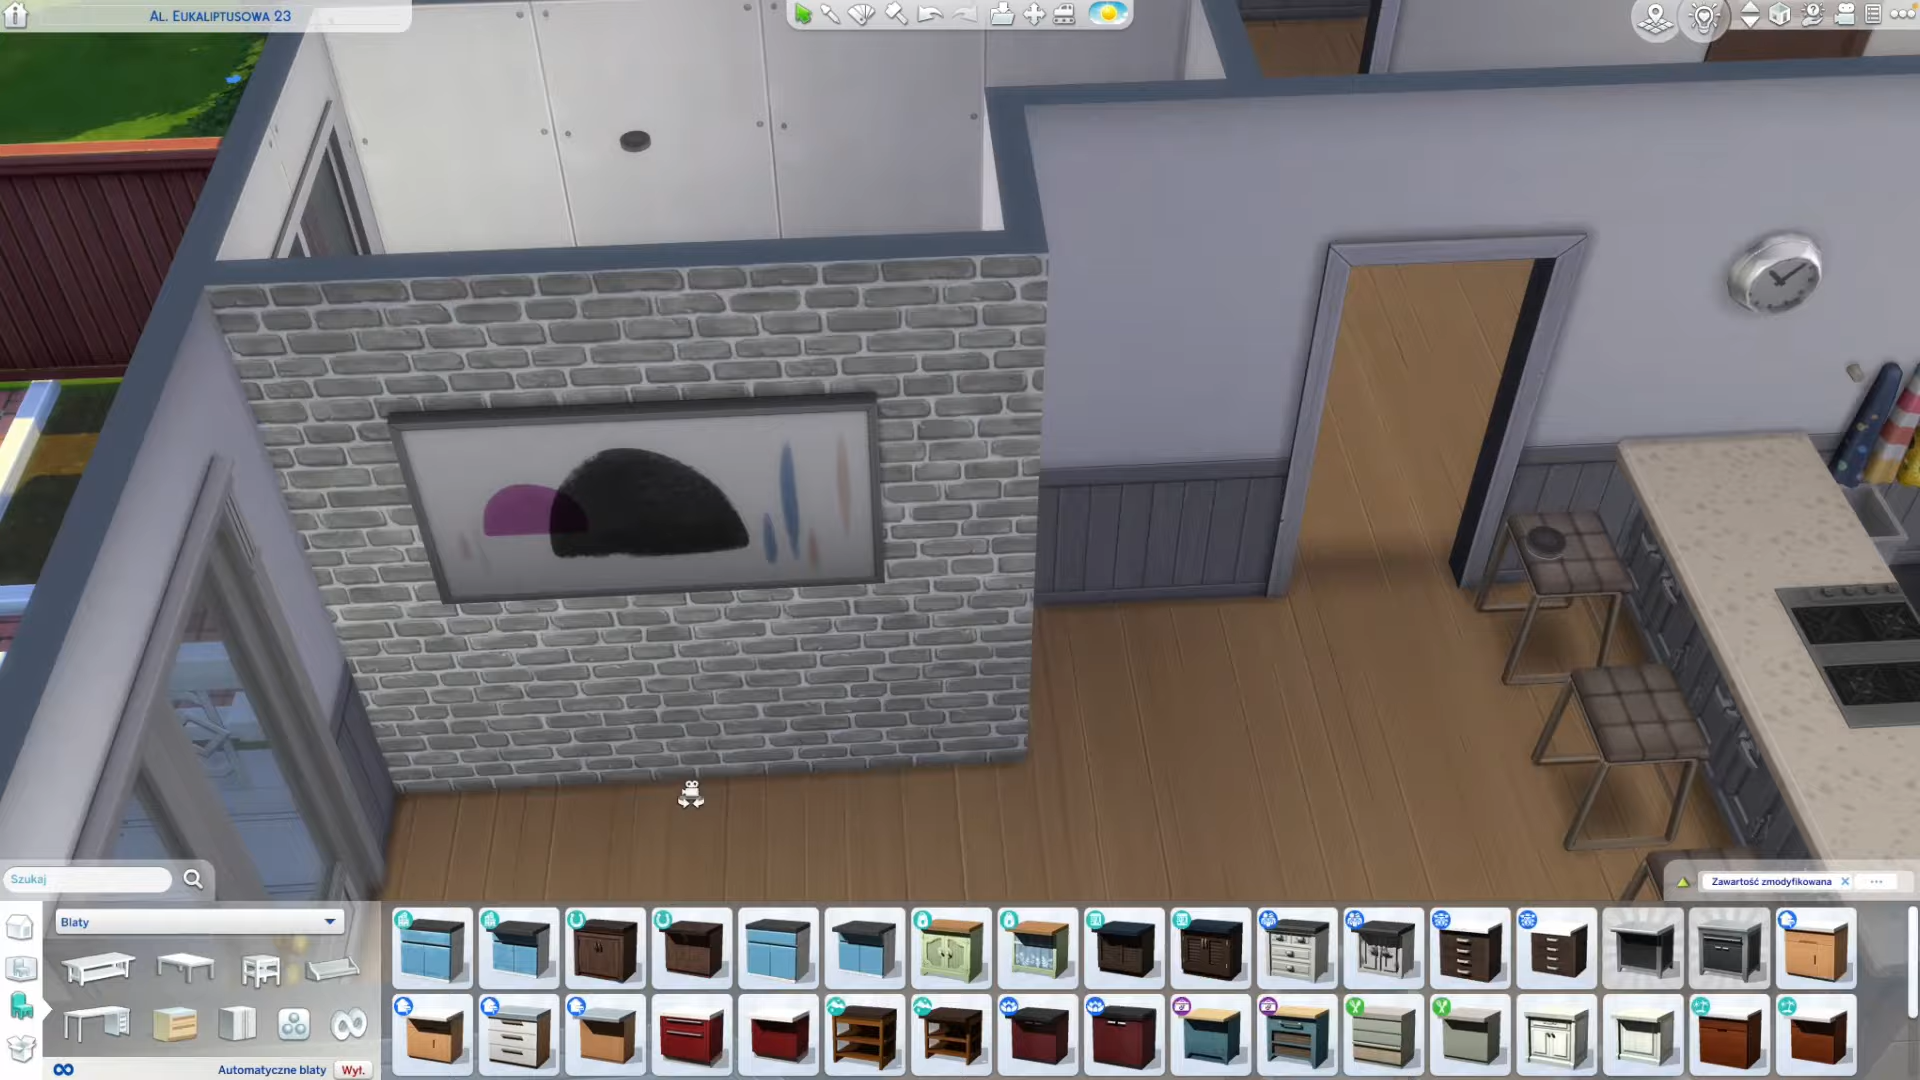 Al. Eukaliptusowa 23
Szukaj
Zawartość zmodyfikowana
Blaty
Automatyczne blaty
Wył.